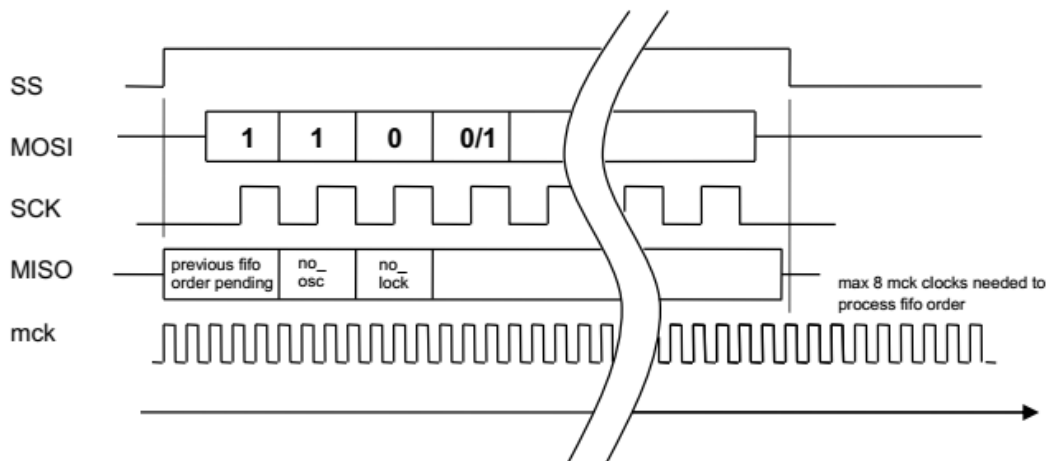 SS
MOSI
1 1 0 0/1
SCK
MISO
previous fifo
order pending
no_
osc
no_
lock
max 8 mck clocks needed to
process fifo order
mck